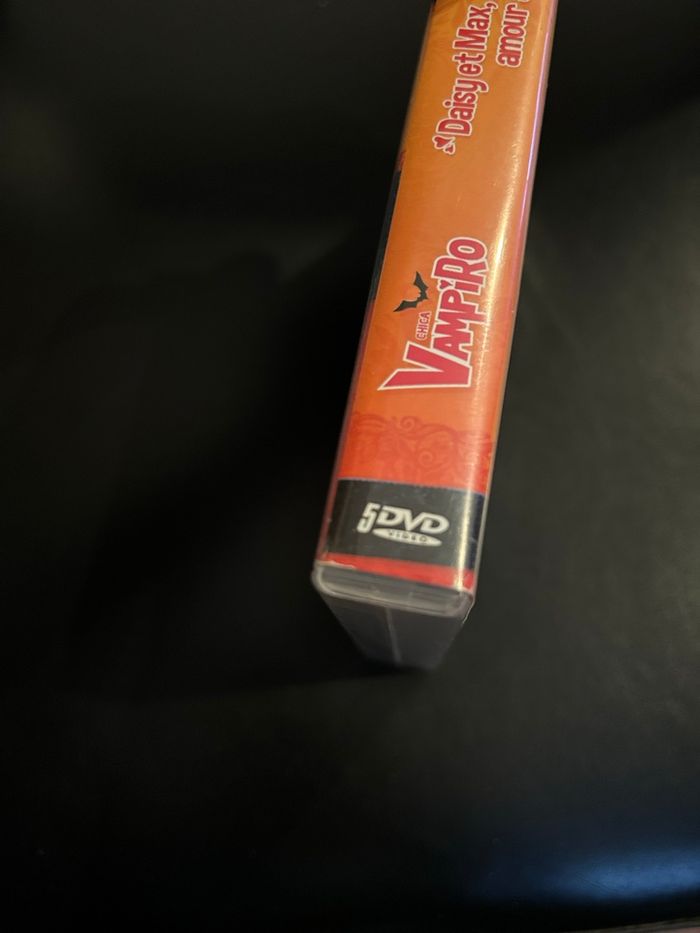 Daisy et Max,
amour
CHICA
VAMPiRO
5 DVD
VIDEO